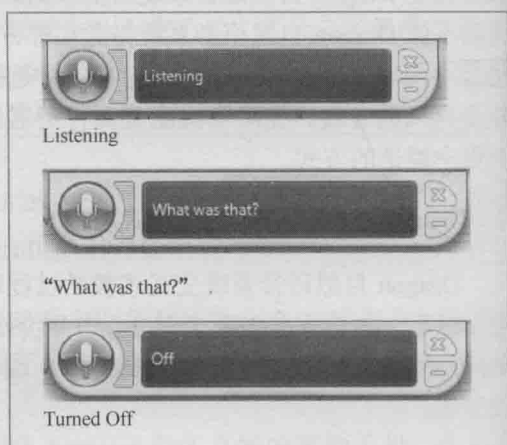 Listening
Listening
What was that?
“What was that?”
Off
Turned Off